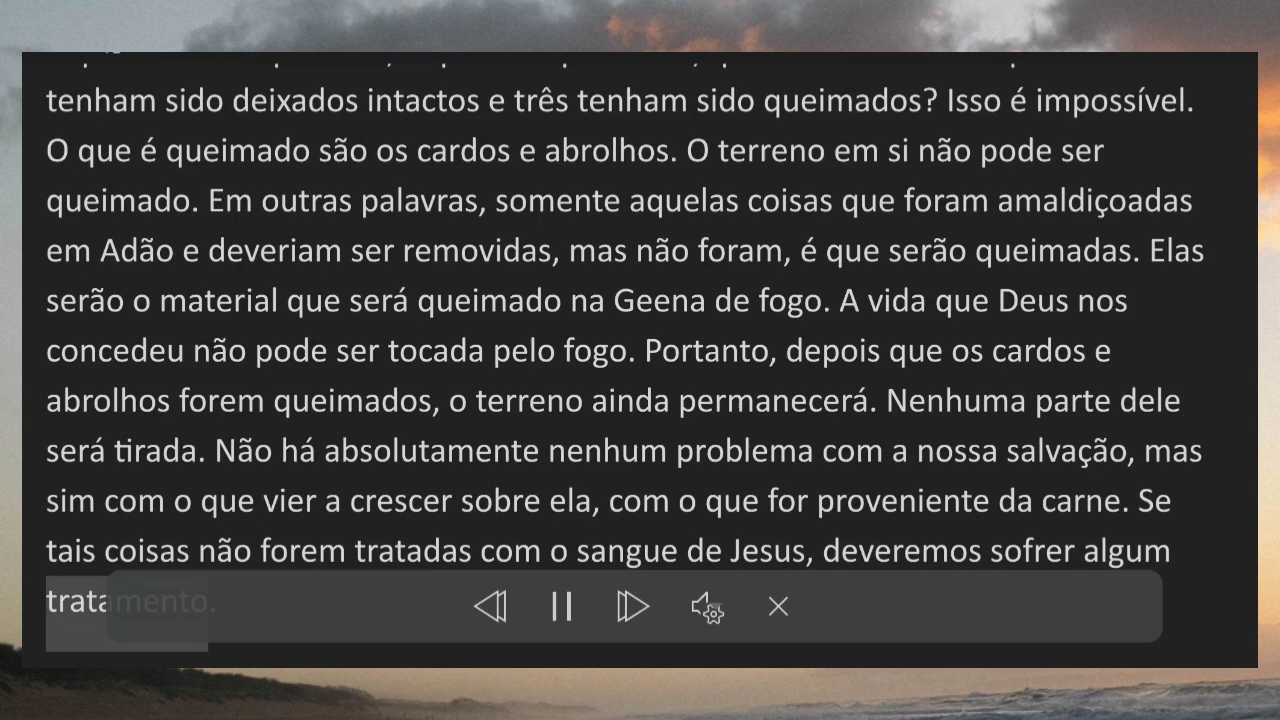 tenham sido deixados intactos e três tenham sido queimados? Isso é impossível.
O que é queimado são os cardos e abrolhos. O terreno em si não pode ser
queimado. Em outras palavras, somente aquelas coisas que foram amaldiçoadas
em Adão e deveriam ser removidas, mas não foram, é que serão queimadas. Elas
serão o material que será queimado na Geena de fogo. A vida que Deus nos
concedeu não pode ser tocada pelo fogo. Portanto, depois que os cardos e
abrolhos forem queimados, o terreno ainda permanecerá. Nenhuma parte dele
será tirada. Não há absolutamente nenhum problema com a nossa salvação, mas
sim com o que vier a crescer sobre ela, com o que for proveniente da carne. Se
tais coisas não forem tratadas com o sangue de Jesus, deveremos sofrer algum
tratamento.